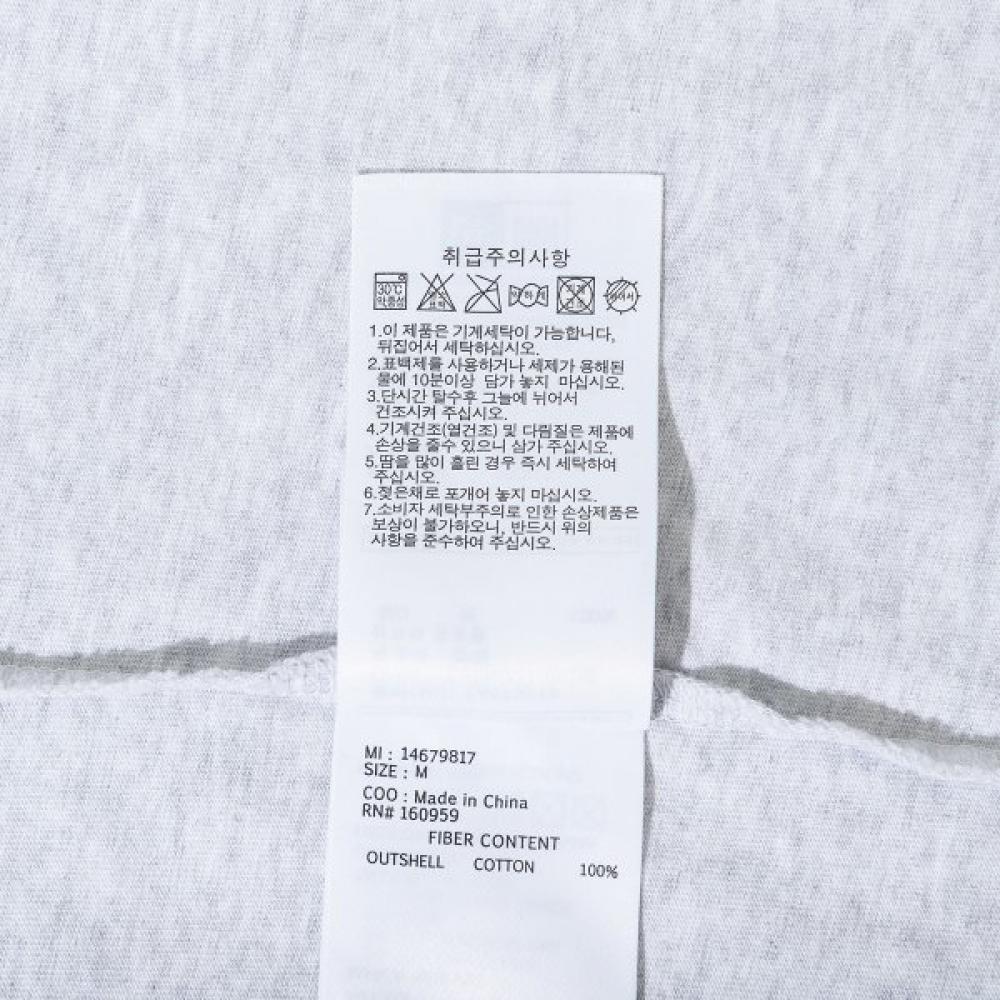 취급주의사항
30℃ 약하게
1.이 제품은 기계세탁이 가능합니다,
뒤집어서 세탁하십시오.
2.표백제를 사용하거나 세제가 용해된
물에 10분이상 담가 놓지 마십시오.
3.단시간 탈수후 그늘에 뉘어서
건조시켜 주십시오.
4.기계건조(열건조) 및 다림질은 제품에
손상을 줄수 있으니 삼가 주십시오.
5.땀을 많이 흘린 경우 즉시 세탁하여
주십시오.
6.젖은채로 포개어 놓지 마십시오.
7.소비자 세탁부주의로 인한 손상제품은
보상이 불가하오니, 반드시 위의
사항을 준수하여 주십시오.
MI : 14679817
SIZE : M
COO : Made in China
RN# 160959
FIBER CONTENT
OUTSHELL COTTON 100%